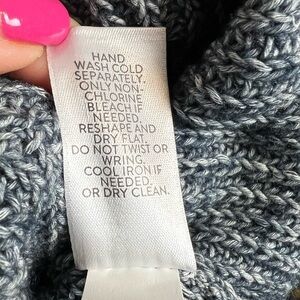 HAND
WASH COLD
SEPARATELY.
ONLY NON-
CHLORINE
BLEACH IF
NEEDED.
RESHAPE AND
DRY FLAT.
DO NOT TWIST OR
WRING.
COOL IRON IF
NEEDED.
OR DRY CLEAN.